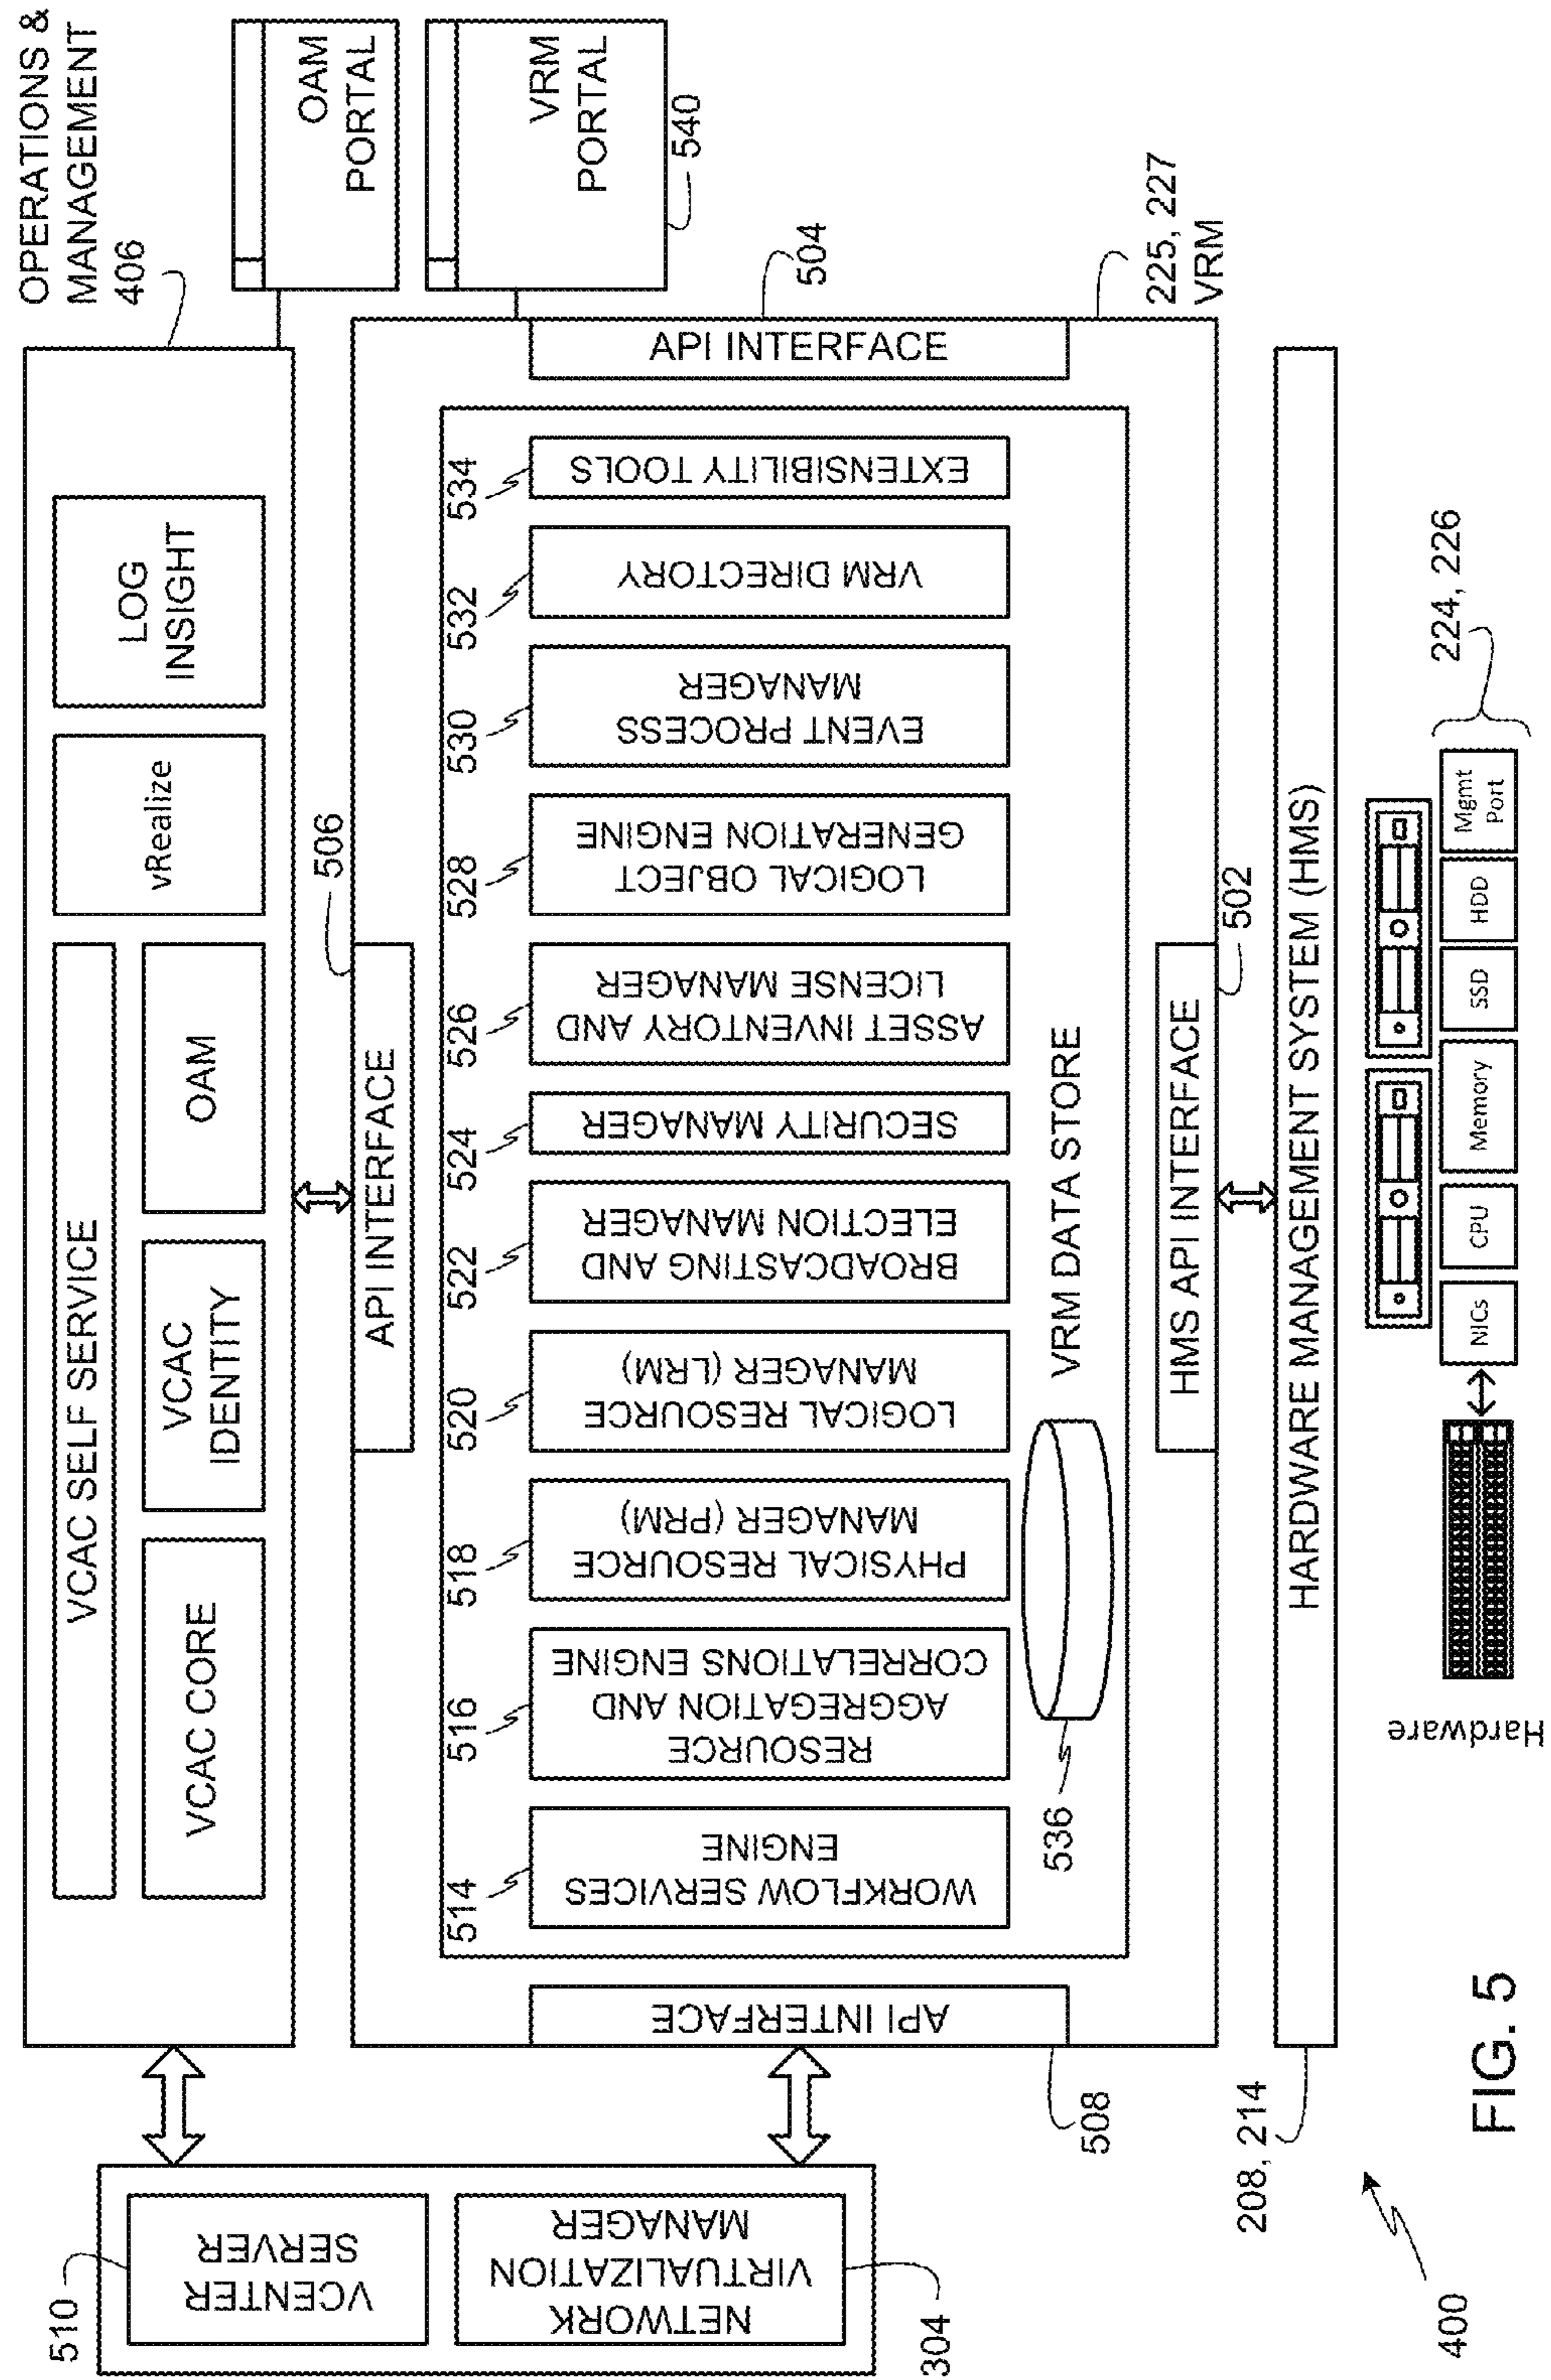 OPERATIONS &
MANAGEMENT
406
VCAC SELF SERVICE
VCAC CORE
VCAC
IDENTITY
OAM
vRealize
LOG
INSIGHT
OAM
PORTAL
VRM
PORTAL
540
510
VCENTER
SERVER
NETWORK
VIRTUALIZATION
MANAGER
304
506
API INTERFACE
API INTERFACE
508
API INTERFACE
504
225, 227
VRM
514
WORKFLOW SERVICES
ENGINE
516
RESOURCE
AGGREGATION AND
CORRELATIONS ENGINE
518
PHYSICAL RESOURCE
MANAGER (PRM)
520
LOGICAL RESOURCE
MANAGER (LRM)
522
BROADCASTING AND
ELECTION MANAGER
524
SECURITY MANAGER
526
ASSET INVENTORY AND
LICENSE MANAGER
528
LOGICAL OBJECT
GENERATION ENGINE
530
EVENT PROCESS
MANAGER
532
VRM DIRECTORY
534
EXTENSIBILITY TOOLS
536
VRM DATA STORE
HMS API INTERFACE
502
HARDWARE MANAGEMENT SYSTEM (HMS)
208, 214
Hardware
NICs
CPU
Memory
SSD
HDD
Mgmt
Port
224, 226
400
FIG. 5